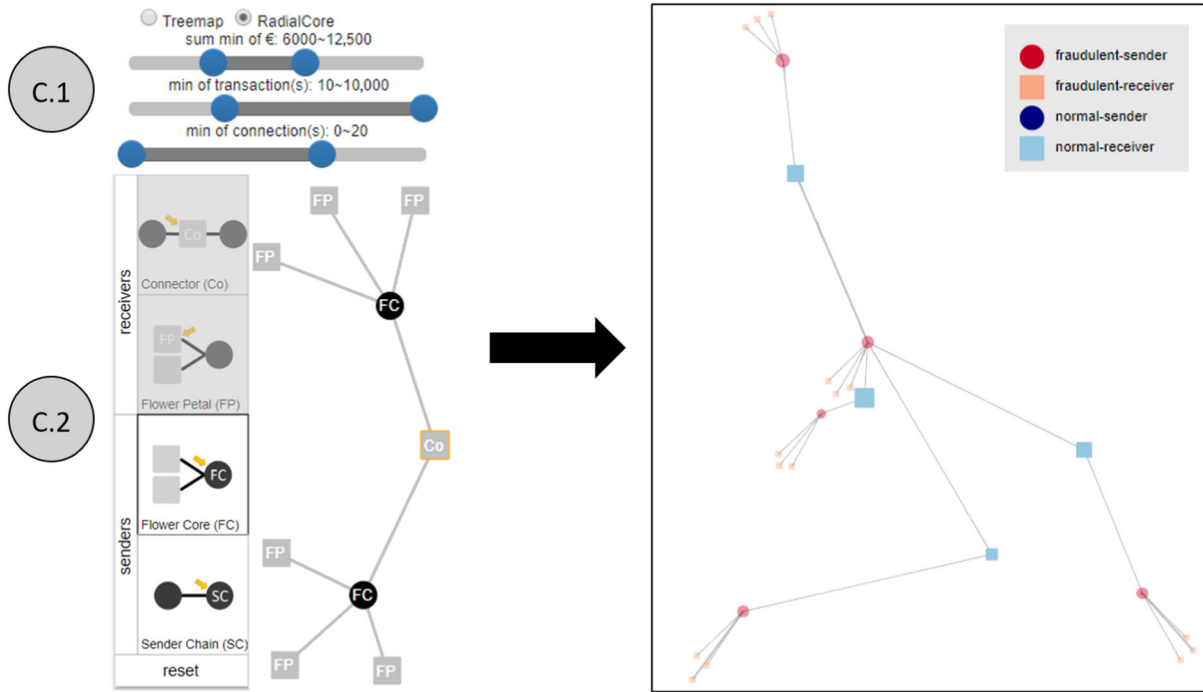 Treemap RadialCore
sum min of €: 6000~12,500
min of transaction(s): 10~10,000
min of connection(s): 0~20
C.1
C.2
receivers
Co
Connector (Co)
FP
Flower Petal (FP)
senders
FC
Flower Core (FC)
SC
Sender Chain (SC)
reset
FP
FP
FP
FC
Co
FP
FC
FP
FP
fraudulent-sender
fraudulent-receiver
normal-sender
normal-receiver